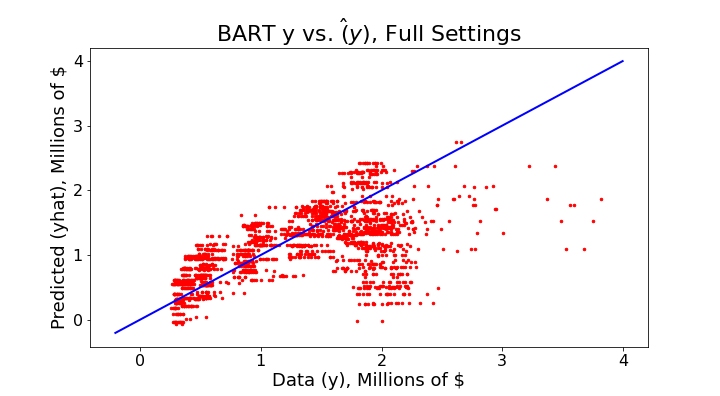 BART y vs. (̂y), Full Settings
Predicted (yhat), Millions of $
4
3
2
1
0
0 1 2 3 4
Data (y), Millions of $